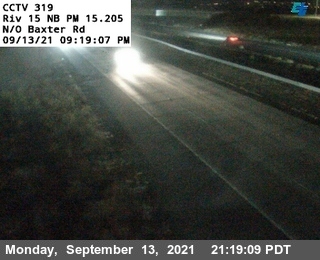 CCTV 319
Riv 15 NB PM 15.205
N/O Baxter Rd
09/13/21 09:19:07 PM
Monday, September 13, 2021 21:19:09 PDT